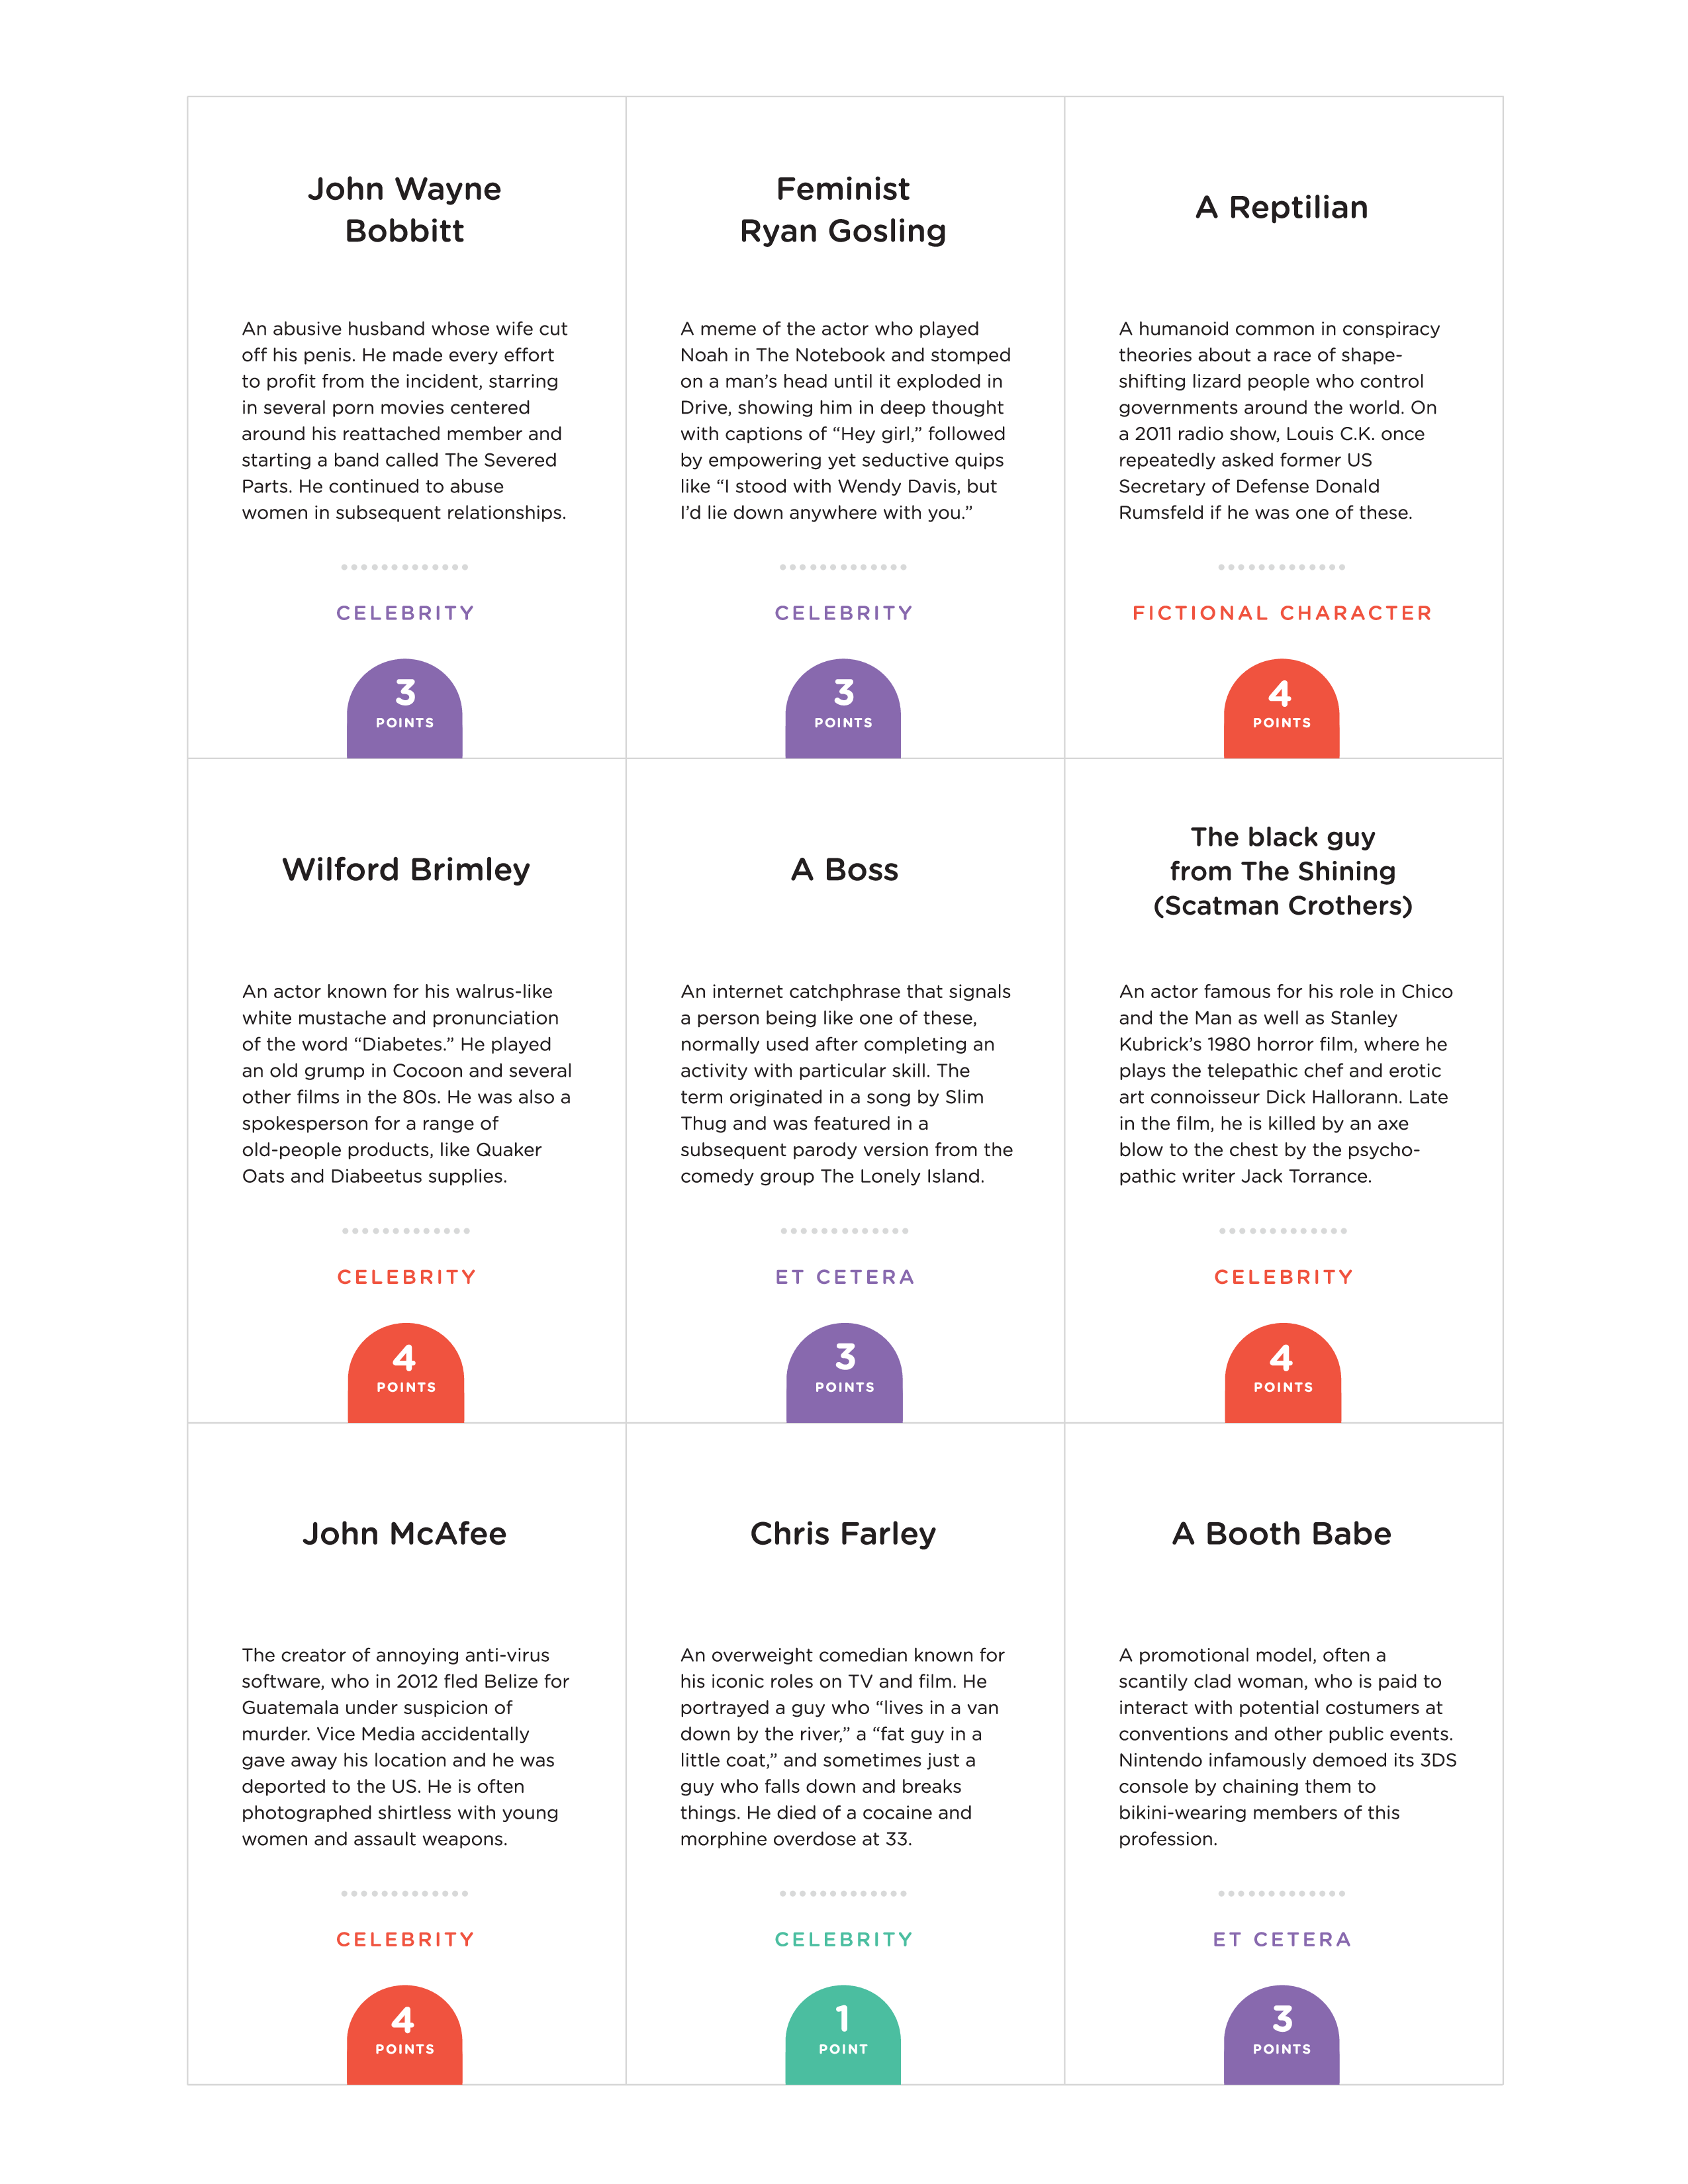 John Wayne
Bobbitt
An abusive husband whose wife cut
off his penis. He made every effort
to profit from the incident, starring
in several porn movies centered
around his reattached member and
starting a band called The Severed
Parts. He continued to abuse
women in subsequent relationships.
CELEBRITY
3
POINTS
Feminist
Ryan Gosling
A meme of the actor who played
Noah in The Notebook and stomped
on a man’s head until it exploded in
Drive, showing him in deep thought
with captions of “Hey girl,” followed
by empowering yet seductive quips
like “I stood with Wendy Davis, but
I’d lie down anywhere with you.”
CELEBRITY
3
POINTS
A Reptilian
A humanoid common in conspiracy
theories about a race of shape-
shifting lizard people who control
governments around the world. On
a 2011 radio show, Louis C.K. once
repeatedly asked former US
Secretary of Defense Donald
Rumsfeld if he was one of these.
FICTIONAL CHARACTER
4
POINTS
Wilford Brimley
An actor known for his walrus-like
white mustache and pronunciation
of the word “Diabetes.” He played
an old grump in Cocoon and several
other films in the 80s. He was also a
spokesperson for a range of
old-people products, like Quaker
Oats and Diabeetus supplies.
CELEBRITY
4
POINTS
A Boss
An internet catchphrase that signals
a person being like one of these,
normally used after completing an
activity with particular skill. The
term originated in a song by Slim
Thug and was featured in a
subsequent parody version from the
comedy group The Lonely Island.
ET CETERA
3
POINTS
The black guy
from The Shining
(Scatman Crothers)
An actor famous for his role in Chico
and the Man as well as Stanley
Kubrick’s 1980 horror film, where he
plays the telepathic chef and erotic
art connoisseur Dick Hallorann. Late
in the film, he is killed by an axe
blow to the chest by the psycho-
pathic writer Jack Torrance.
CELEBRITY
4
POINTS
John McAfee
The creator of annoying anti-virus
software, who in 2012 fled Belize for
Guatemala under suspicion of
murder. Vice Media accidentally
gave away his location and he was
deported to the US. He is often
photographed shirtless with young
women and assault weapons.
CELEBRITY
4
POINTS
Chris Farley
An overweight comedian known for
his iconic roles on TV and film. He
portrayed a guy who “lives in a van
down by the river,” a “fat guy in a
little coat,” and sometimes just a
guy who falls down and breaks
things. He died of a cocaine and
morphine overdose at 33.
CELEBRITY
1
POINT
A Booth Babe
A promotional model, often a
scantily clad woman, who is paid to
interact with potential costumers at
conventions and other public events.
Nintendo infamously demoed its 3DS
console by chaining them to
bikini-wearing members of this
profession.
ET CETERA
3
POINTS